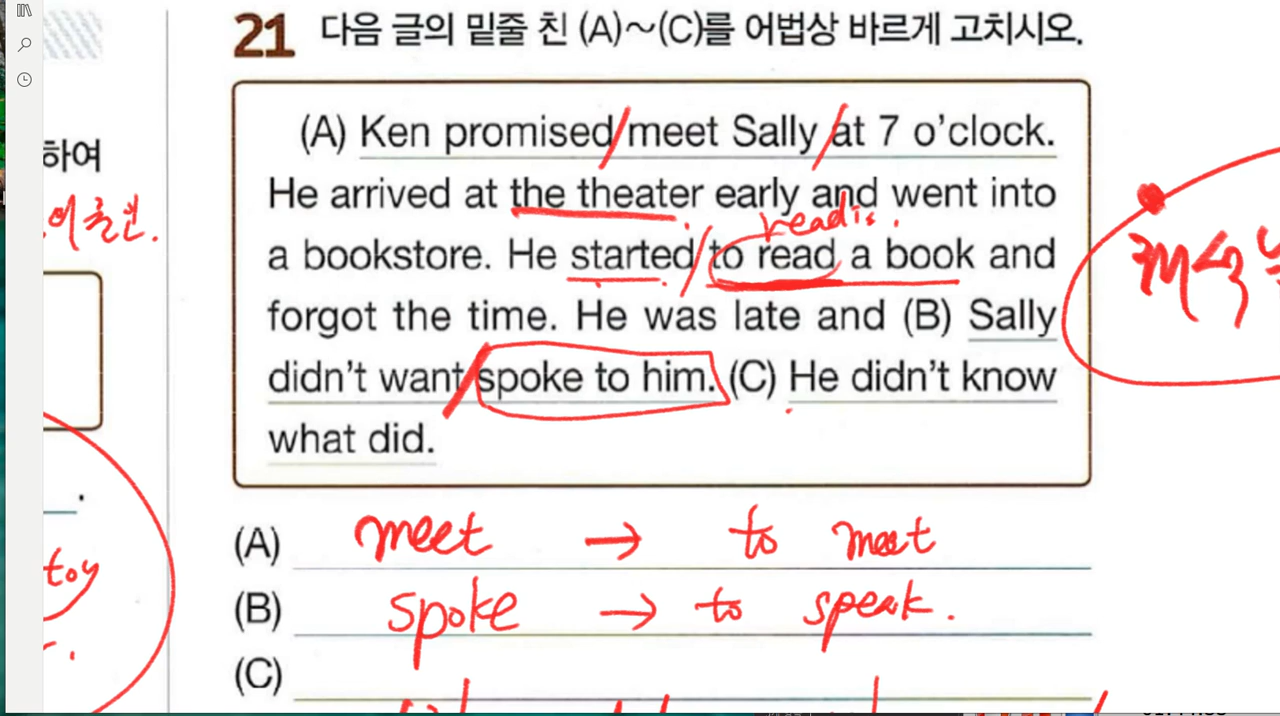 21 다음 글의 밑줄 친 (A)~(C)를 어법상 바르게 고치시오.
하여
(A) Ken promised/meet Sally/at 7 o'clock.
He arrived at the theater early and went into
a bookstore. He started/to read a book and
forgot the time. He was late and (B) Sally
didn't want/spoke to him. (C) He didn't know
what did.
(A) meet → to meet
(B) spoke → to speak.
(C)
toy